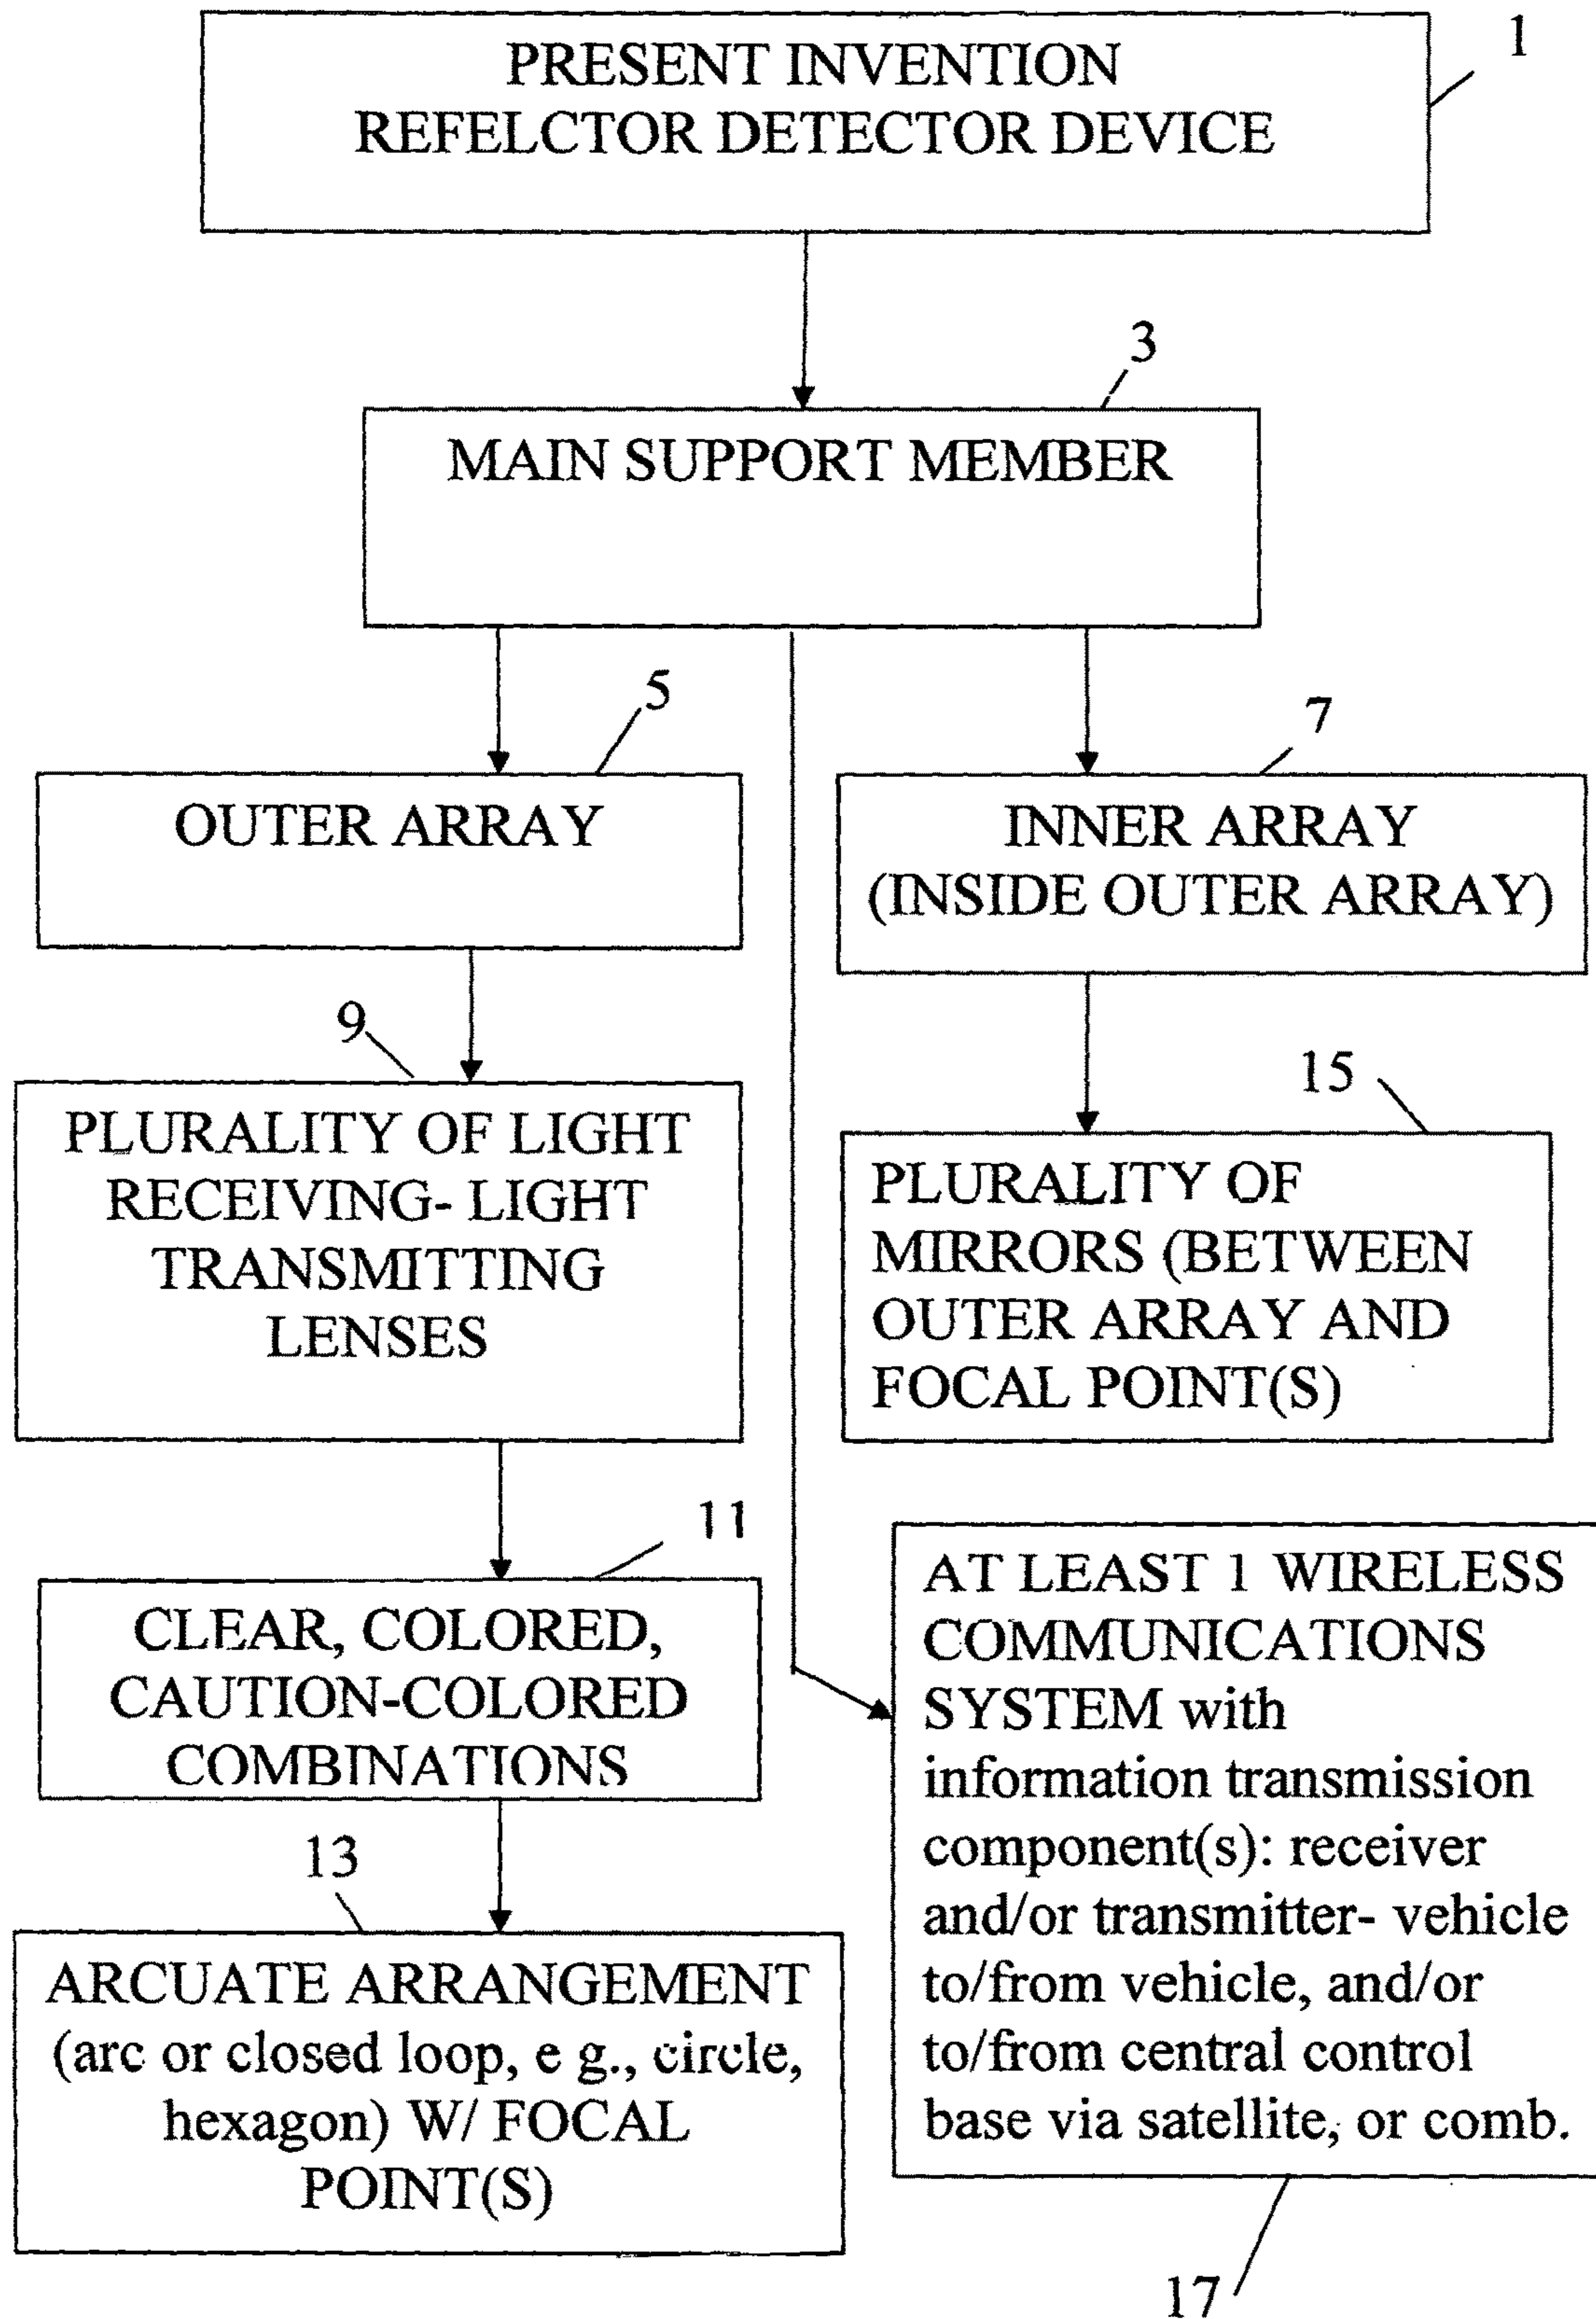 1
PRESENT INVENTION
REFELCTOR DETECTOR DEVICE
3
MAIN SUPPORT MEMBER
5
OUTER ARRAY
7
INNER ARRAY
(INSIDE OUTER ARRAY)
9
PLURALITY OF LIGHT
RECEIVING- LIGHT
TRANSMITTING
LENSES
15
PLURALITY OF
MIRRORS (BETWEEN
OUTER ARRAY AND
FOCAL POINT(S)
11
CLEAR, COLORED,
CAUTION-COLORED
COMBINATIONS
13
ARCUATE ARRANGEMENT
(arc or closed loop, e g., circle,
hexagon) W/ FOCAL
POINT(S)
AT LEAST 1 WIRELESS
COMMUNICATIONS
SYSTEM with
information transmission
component(s): receiver
and/or transmitter- vehicle
to/from vehicle, and/or
to/from central control
base via satellite, or comb.
17